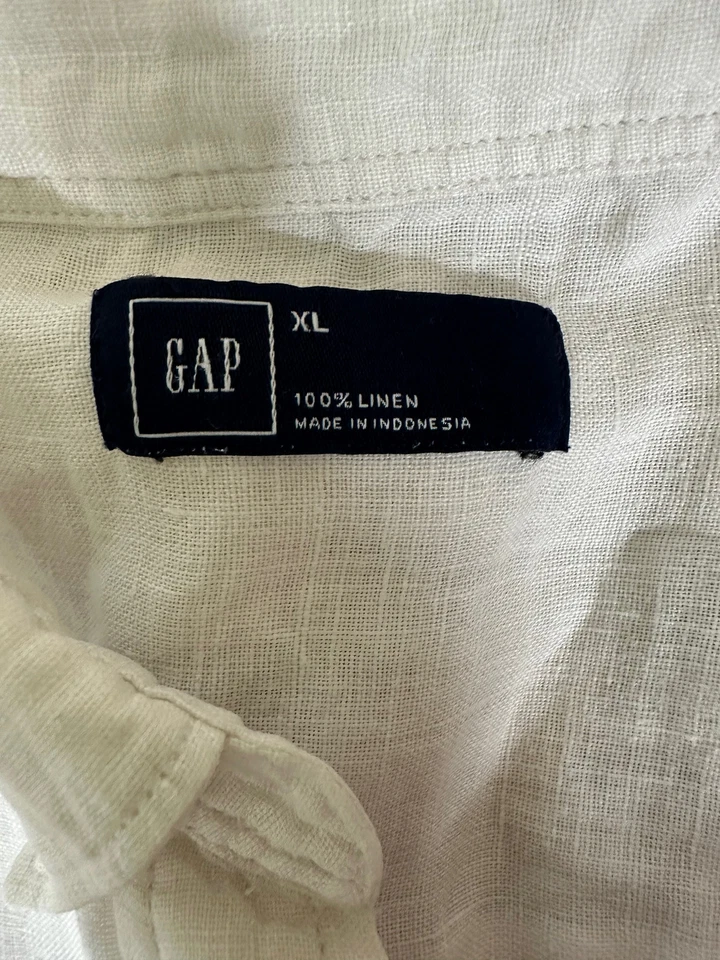 GAP
XL
100% LINEN
MADE IN INDONESIA